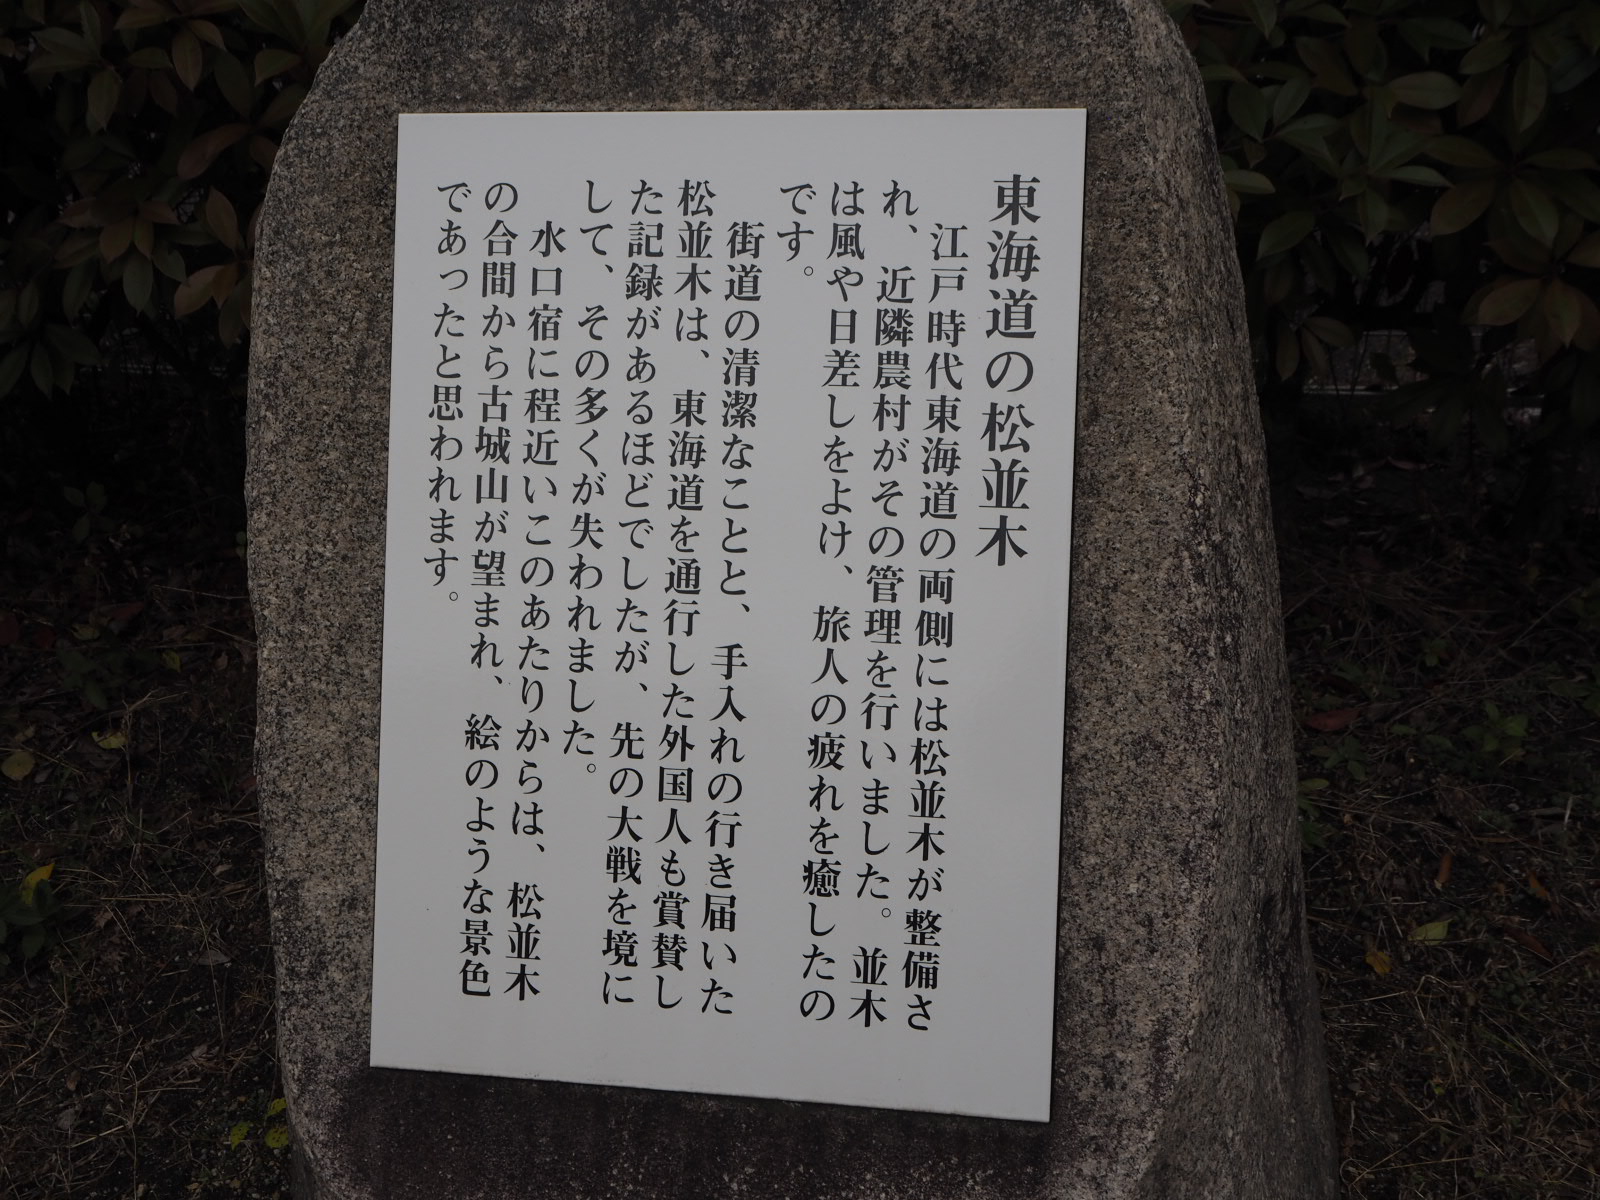 東海道の松並木
　江戸時代東海道の両側には松並木が整備さ
れ、近隣農村がその管理を行いました。並木
は風や日差しをよけ、旅人の疲れを癒したの
です。
　街道の清潔なことと、手入れの行き届いた
松並木は、東海道を通行した外国人も賞賛し
た記録があるほどでしたが、先の大戦を境に
して、その多くが失われました。
　水口宿に程近いこのあたりからは、松並木
の合間から古城山が望まれ、絵のような景色
であったと思われます。